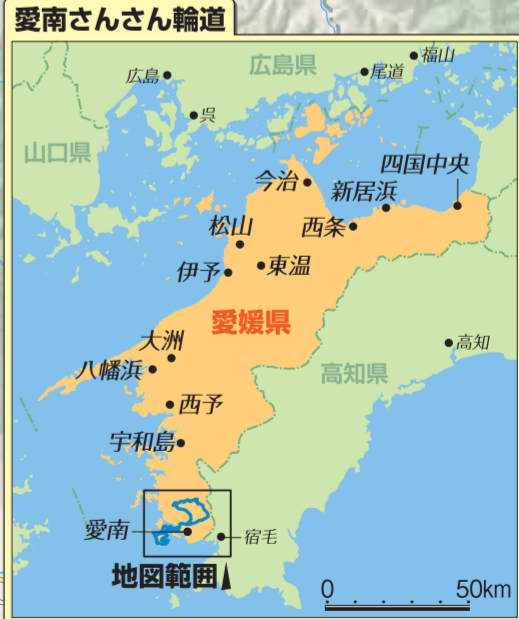 愛南さんさん輪道
福山
広島県
尾道
広島
呉
山口県
四国中央
今治
新居浜
松山
西条
東温
伊予
愛媛県
大洲
高知
八幡浜
高知県
西予
宇和島
愛南
宿毛
地図範囲
0 50km